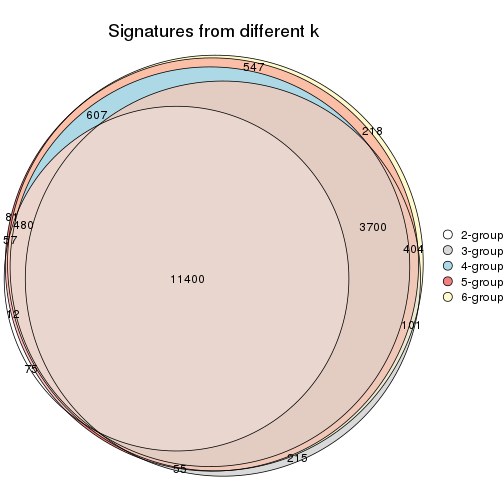 Signatures from different k
547
607
218
81
480
3700
57
404
11400
12
101
75
215
55
2-group
3-group
4-group
5-group
6-group